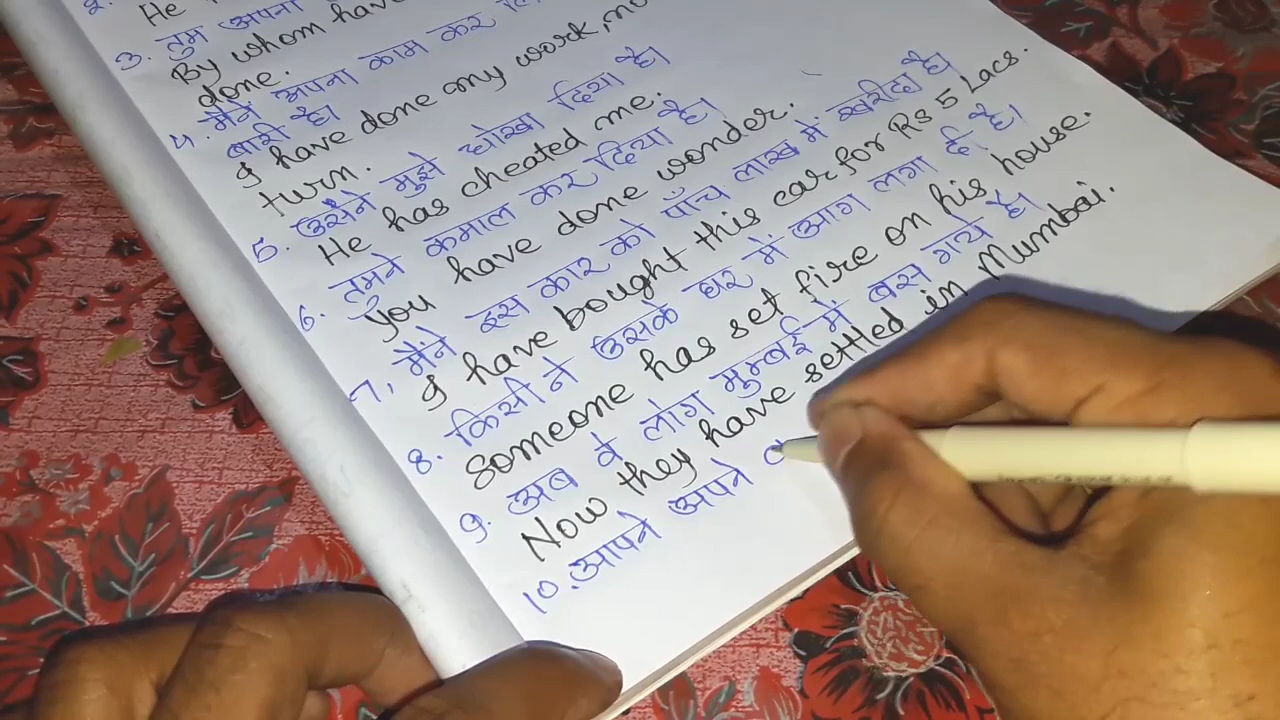 2.
He
3. तुम अपना
By whom have
done.
4. मैंने अपना काम कर
बारी है।
I have done my work,
turn.
5. उसने मुझे धोखा दिया है।
He has cheated me.
6. तुमने कमाल कर दिया है।
You have done wonder.
7. मैंने इस कार को पाँच लाख में खरीदा है।
I have bought this car for Rs 5 Lacs.
8. किसी ने उसके घर में आग लगा दी है।
Someone has set fire on his house.
9. अब वे लोग मुम्बई में बस गये है।
Now they have settled in Mumbai.
10. आपने अपने